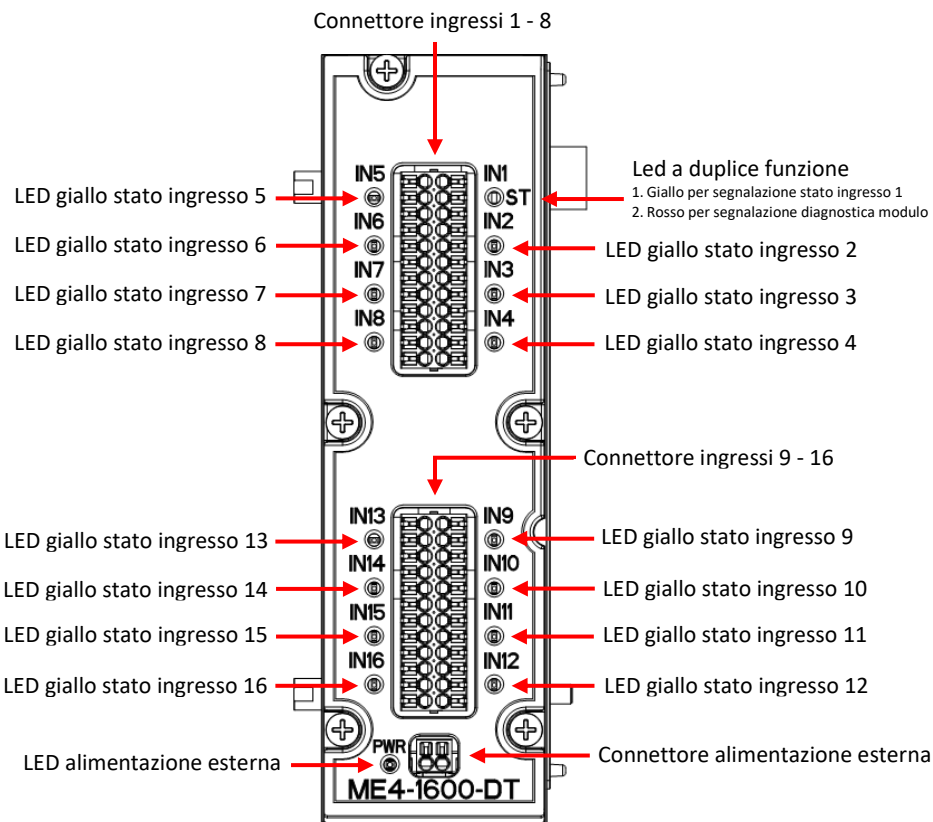 Connettore ingressi 1 - 8
IN5
IN1
Led a duplice funzione
1. Giallo per segnalazione stato ingresso 1
2. Rosso per segnalazione diagnostica modulo
LED giallo stato ingresso 5
ST
IN6
IN2
LED giallo stato ingresso 6
LED giallo stato ingresso 2
IN7
IN3
LED giallo stato ingresso 7
LED giallo stato ingresso 3
IN8
IN4
LED giallo stato ingresso 8
LED giallo stato ingresso 4
Connettore ingressi 9 - 16
IN13
IN9
LED giallo stato ingresso 13
LED giallo stato ingresso 9
IN14
IN10
LED giallo stato ingresso 14
LED giallo stato ingresso 10
IN15
IN11
LED giallo stato ingresso 15
LED giallo stato ingresso 11
IN16
IN12
LED giallo stato ingresso 16
LED giallo stato ingresso 12
PWR
LED alimentazione esterna
Connettore alimentazione esterna
ME4-1600-DT